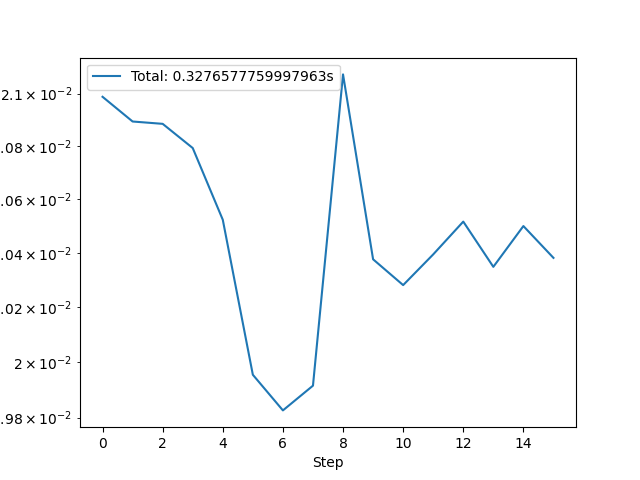 Total: 0.3276577759997963s
2.1 × 10⁻²
.08 × 10⁻²
.06 × 10⁻²
.04 × 10⁻²
.02 × 10⁻²
2 × 10⁻²
.98 × 10⁻²
0 2 4 6 8 10 12 14
Step